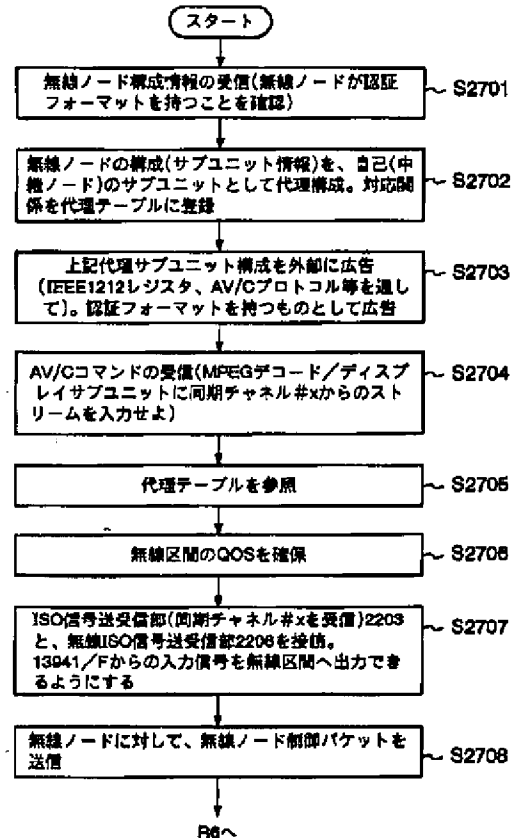 スタート
無線ノード構成情報の受信(無線ノードが認証
フォーマットを持つことを確認)
S2701
無線ノードの構成(サブユニット情報)を、自己(中
継ノード)のサブユニットとして代理構成。対応関
係を代理テーブルに登録
S2702
上記代理サブユニット構成を外部に広告
(IEEE1212レジスタ、AV/Cプロトコル等を通し
て)。認証フォーマットを持つものとして広告
S2703
AV/Cコマンドの受信(MPEGデコード/ディスプ
レイサブユニットに同期チャネル#xからのスト
リームを入力せよ)
S2704
代理テーブルを参照
S2705
無線区間のQOSを確保
S2706
ISO信号送受信部(同期チャネル#xを受信)2203
と、無線ISO信号送受信部2206を接続。
1394I/Fからの入力信号を無線区間へ出力でき
るようにする
S2707
無線ノードに対して、無線ノード制御パケットを
送信
S2708
B6へ